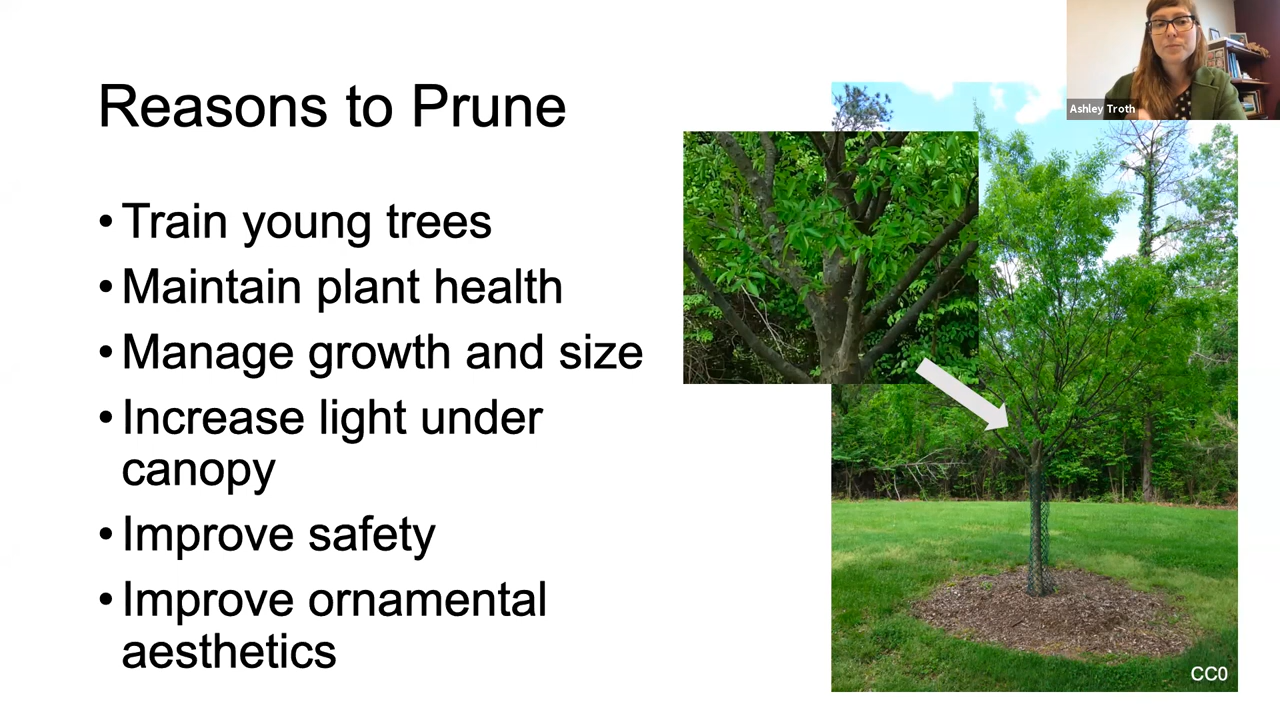 Reasons to Prune
• Train young trees
• Maintain plant health
• Manage growth and size
• Increase light under
canopy
• Improve safety
• Improve ornamental
aesthetics
Ashley Troth
CC0